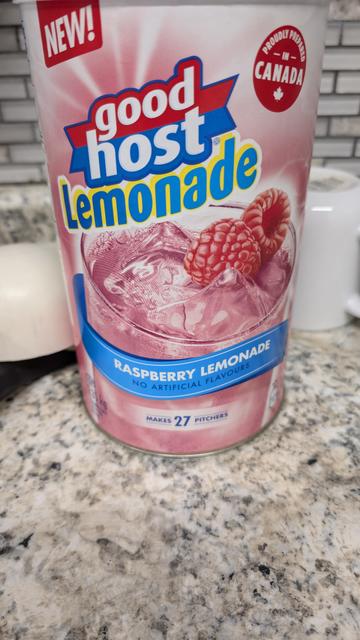 NEW!
PROUDLY PREPARED
IN
CANADA
good
host
Lemonade
RASPBERRY LEMONADE
NO ARTIFICIAL FLAVOURS
MAKES 27 PITCHERS